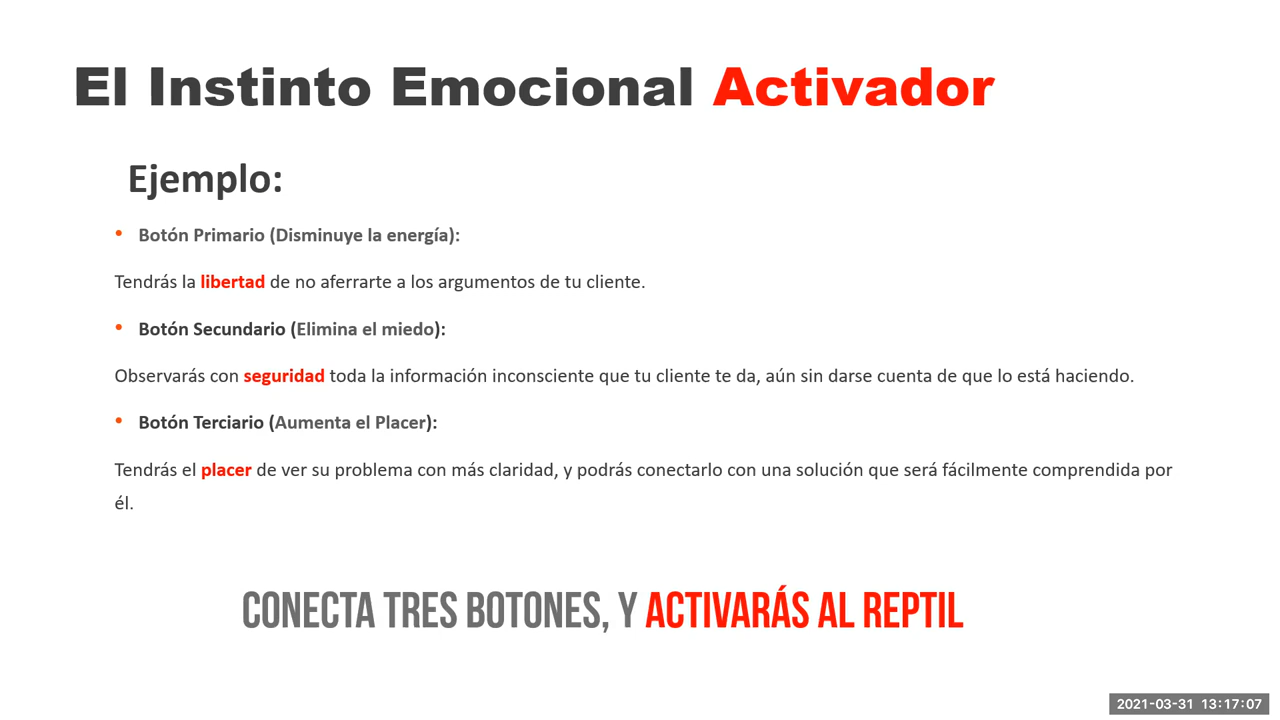 El Instinto Emocional Activador
Ejemplo:
• Botón Primario (Disminuye la energía):
Tendrás la libertad de no aferrarte a los argumentos de tu cliente.
• Botón Secundario (Elimina el miedo):
Observarás con seguridad toda la información inconsciente que tu cliente te da, aún sin darse cuenta de que lo está haciendo.
• Botón Terciario (Aumenta el Placer):
Tendrás el placer de ver su problema con más claridad, y podrás conectarlo con una solución que será fácilmente comprendida por
él.
CONECTA TRES BOTONES, Y ACTIVARÁS AL REPTIL
2021-03-31 13:17:07